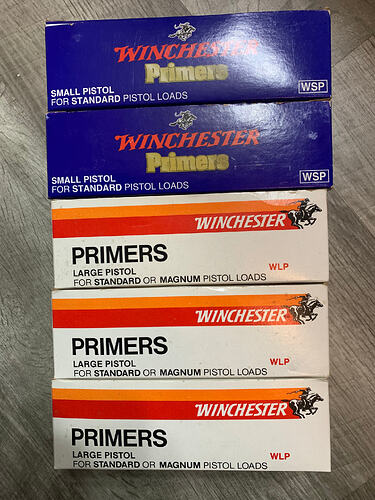 WINCHESTER
Primers
SMALL PISTOL
FOR STANDARD PISTOL LOADS
WSP
WINCHESTER
Primers
SMALL PISTOL
FOR STANDARD PISTOL LOADS
WSP
WINCHESTER
PRIMERS
LARGE PISTOL
WLP
FOR STANDARD OR MAGNUM PISTOL LOADS
WINCHESTER
PRIMERS
LARGE PISTOL
WLP
FOR STANDARD OR MAGNUM PISTOL LOADS
WINCHESTER
PRIMERS
LARGE PISTOL
WLP
FOR STANDARD OR MAGNUM PISTOL LOADS